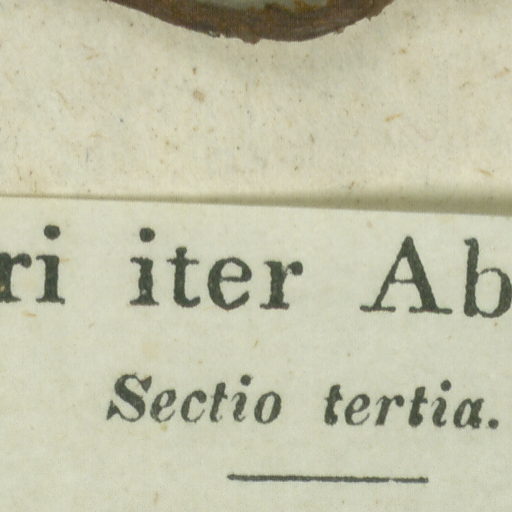 ri iter Ab
Sectio tertia.